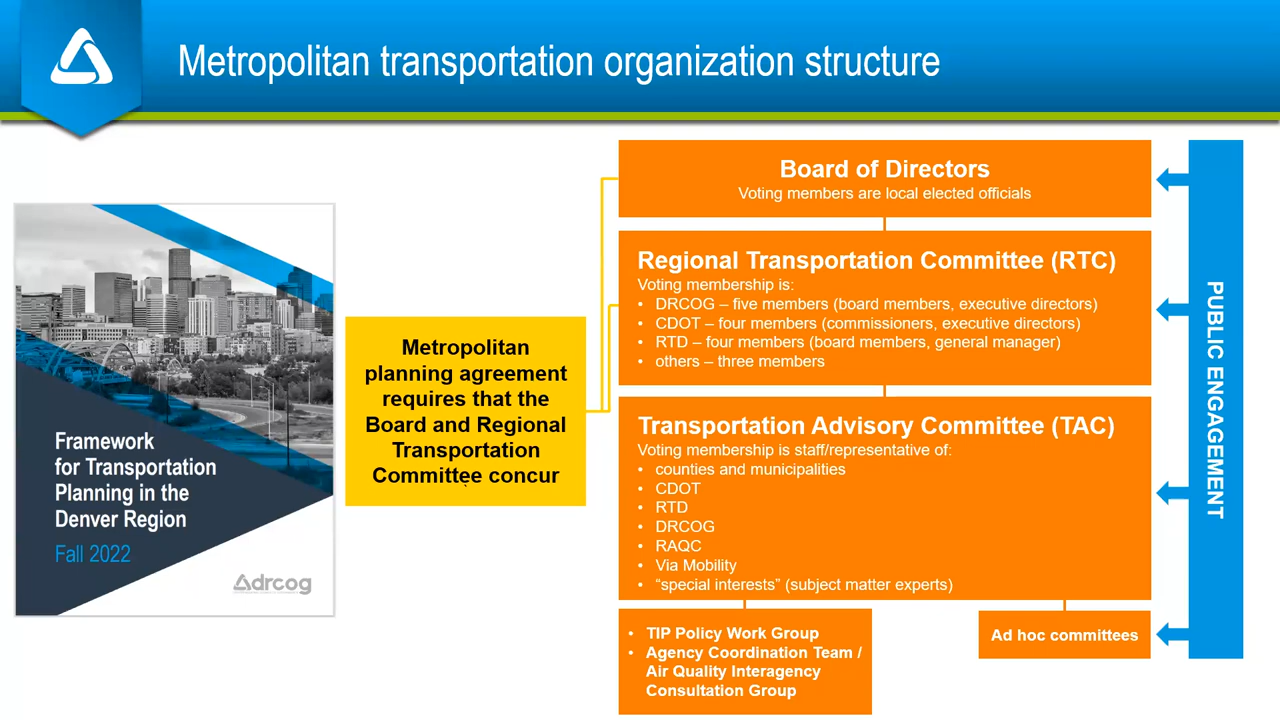 Metropolitan transportation organization structure
Framework
for Transportation
Planning in the
Denver Region
Fall 2022
drcog
Metropolitan
planning agreement
requires that the
Board and Regional
Transportation
Committee concur
Board of Directors
Voting members are local elected officials
Regional Transportation Committee (RTC)
Voting membership is:
• DRCOG – five members (board members, executive directors)
• CDOT – four members (commissioners, executive directors)
• RTD – four members (board members, general manager)
• others – three members
Transportation Advisory Committee (TAC)
Voting membership is staff/representative of:
• counties and municipalities
• CDOT
• RTD
• DRCOG
• RAQC
• Via Mobility
• “special interests” (subject matter experts)
• TIP Policy Work Group
• Agency Coordination Team /
Air Quality Interagency
Consultation Group
Ad hoc committees
PUBLIC ENGAGEMENT